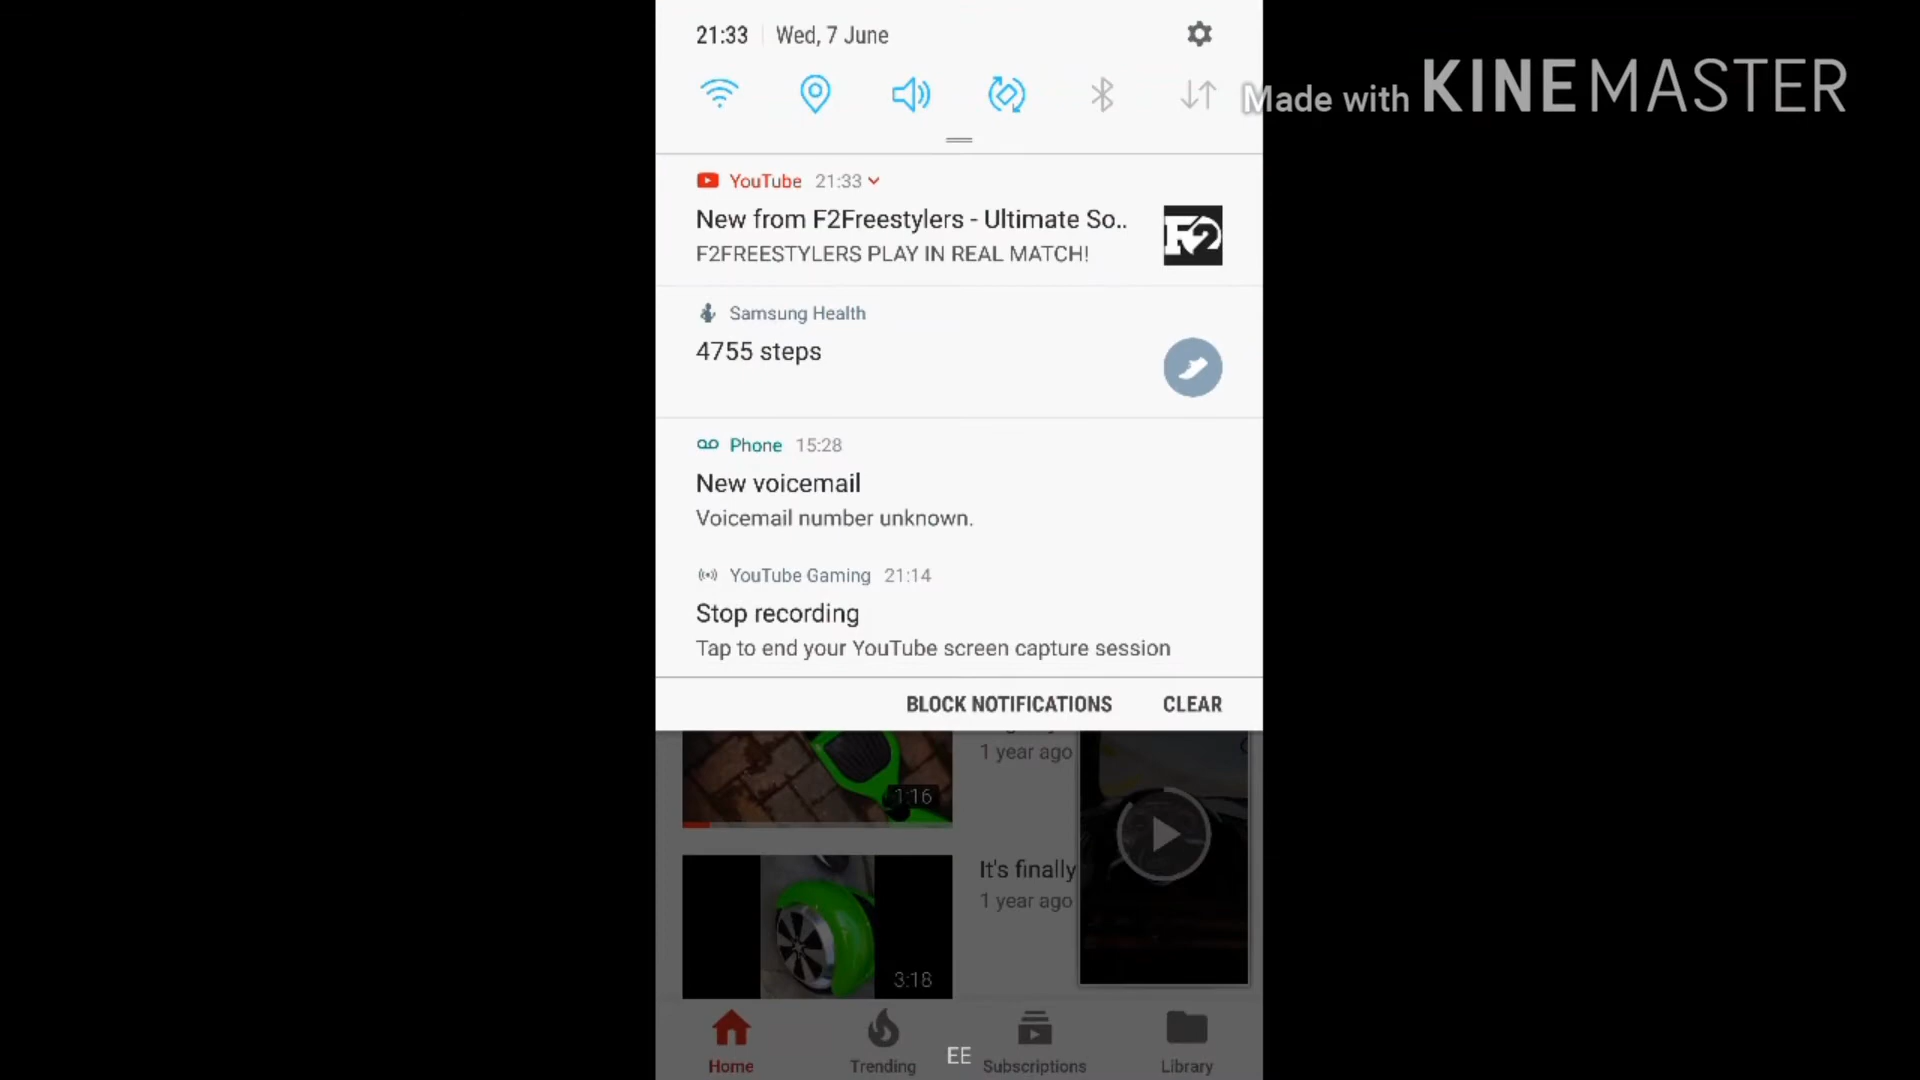 21:33 Wed, 7 June
Made with KINEMASTER
YouTube 21:33
New from F2Freestylers - Ultimate So..
F2FREESTYLERS PLAY IN REAL MATCH!
F2
Samsung Health
4755 steps
Phone 15:28
New voicemail
Voicemail number unknown.
YouTube Gaming 21:14
Stop recording
Tap to end your YouTube screen capture session
BLOCK NOTIFICATIONS CLEAR
1 year ago
1:16
It's finally
1 year ago
3:18
Home Trending EE Subscriptions Library